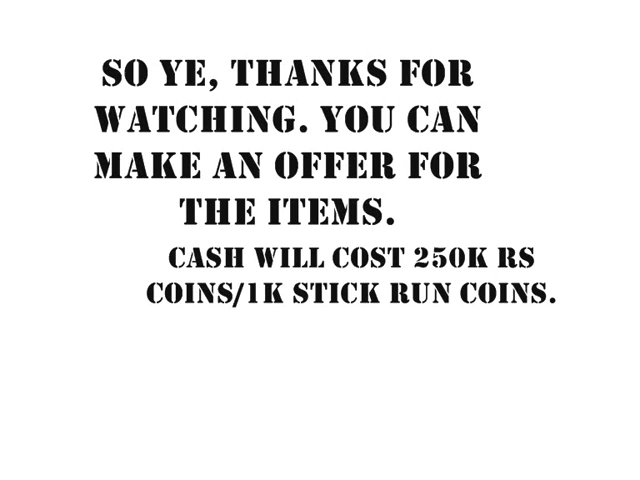 SO YE, THANKS FOR
WATCHING. YOU CAN
MAKE AN OFFER FOR
THE ITEMS.
CASH WILL COST 250K RS
COINS/1K STICK RUN COINS.